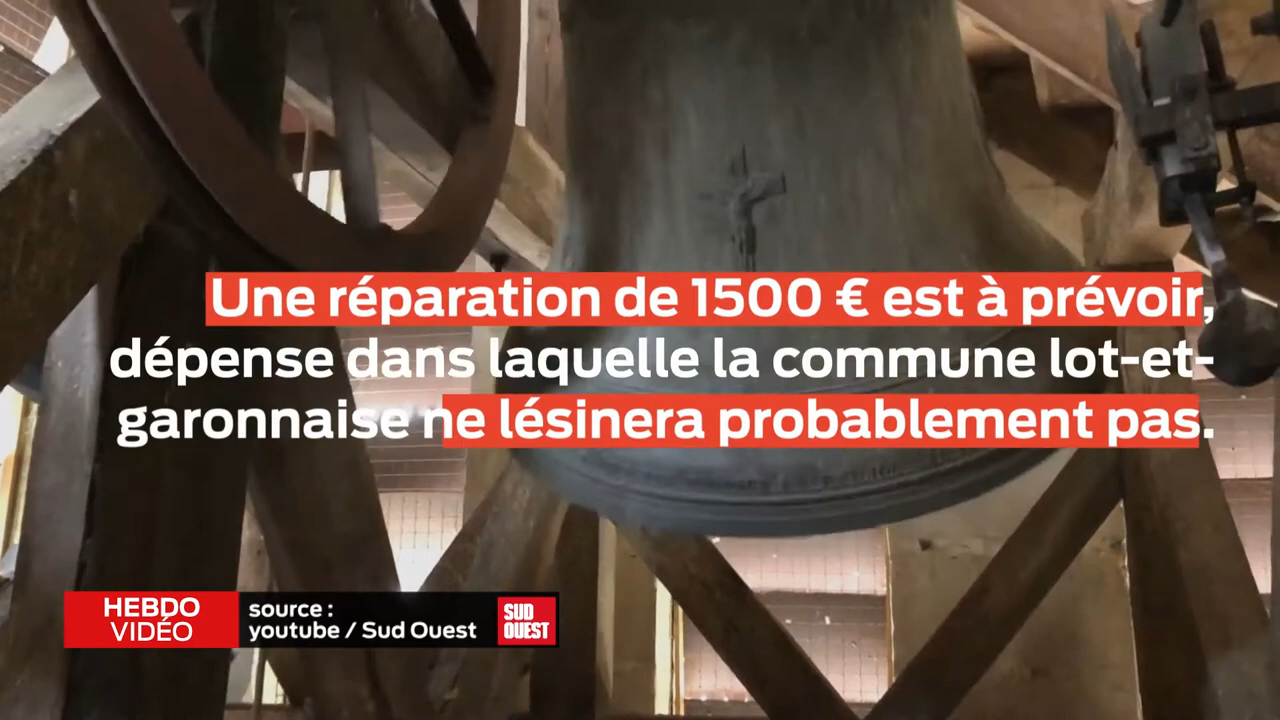 Une réparation de 1500 € est à prévoir,
dépense dans laquelle la commune lot-et-
garonnaise ne lésinera probablement pas.
HEBDO
VIDÉO
source :
youtube / Sud Ouest
SUD
OUEST